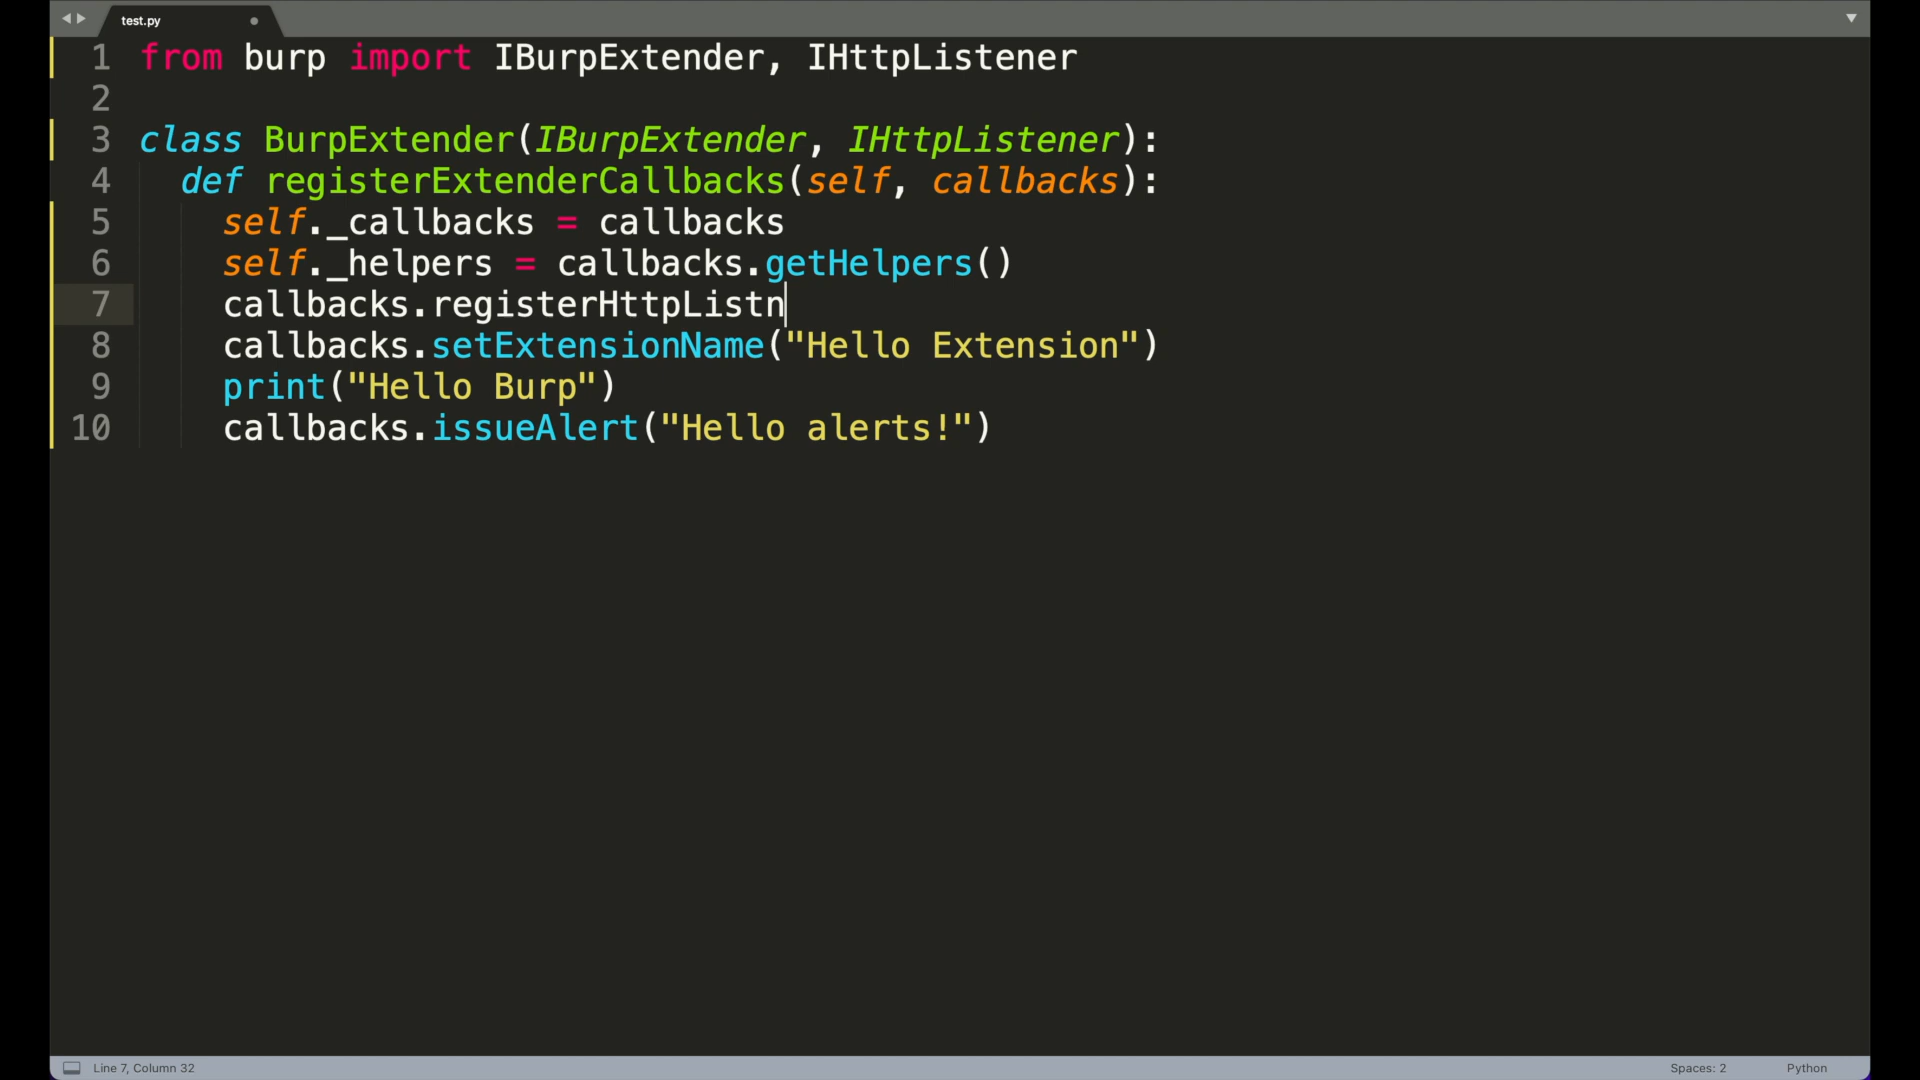 test.py
1 from burp import IBurpExtender, IHttpListener
2
3 class BurpExtender(IBurpExtender, IHttpListener):
4 def registerExtenderCallbacks(self, callbacks):
5 self._callbacks = callbacks
6 self._helpers = callbacks.getHelpers()
7 callbacks.registerHttpListn
8 callbacks.setExtensionName("Hello Extension")
9 print("Hello Burp")
10 callbacks.issueAlert("Hello alerts!")
Line 7, Column 32 Spaces: 2 Python